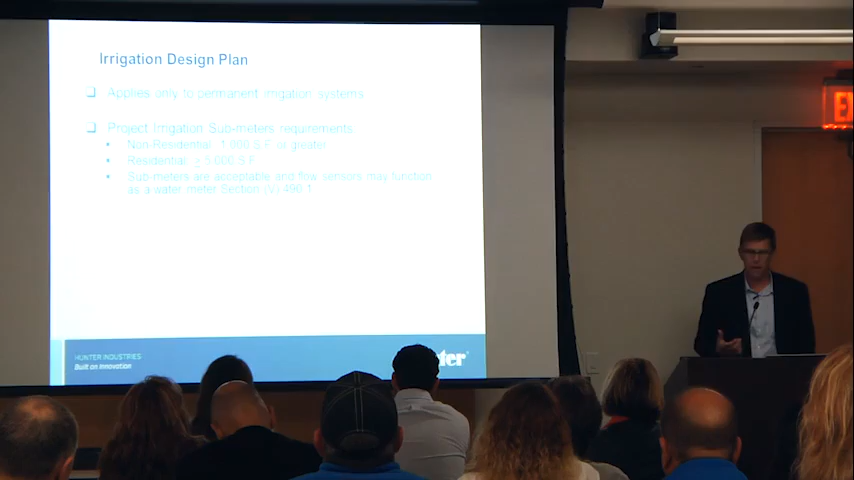 Irrigation Design Plan
❑ Applies only to permanent irrigation systems
❑ Project Irrigation Sub-meters requirements:
• Non-Residential: 1,000 S.F. or greater
• Residential: ≥ 5,000 S.F.
• Sub-meters are acceptable and flow sensors may function
as a water meter Section (V) 490.1
HUNTER INDUSTRIES
Built on Innovation
ter
EX